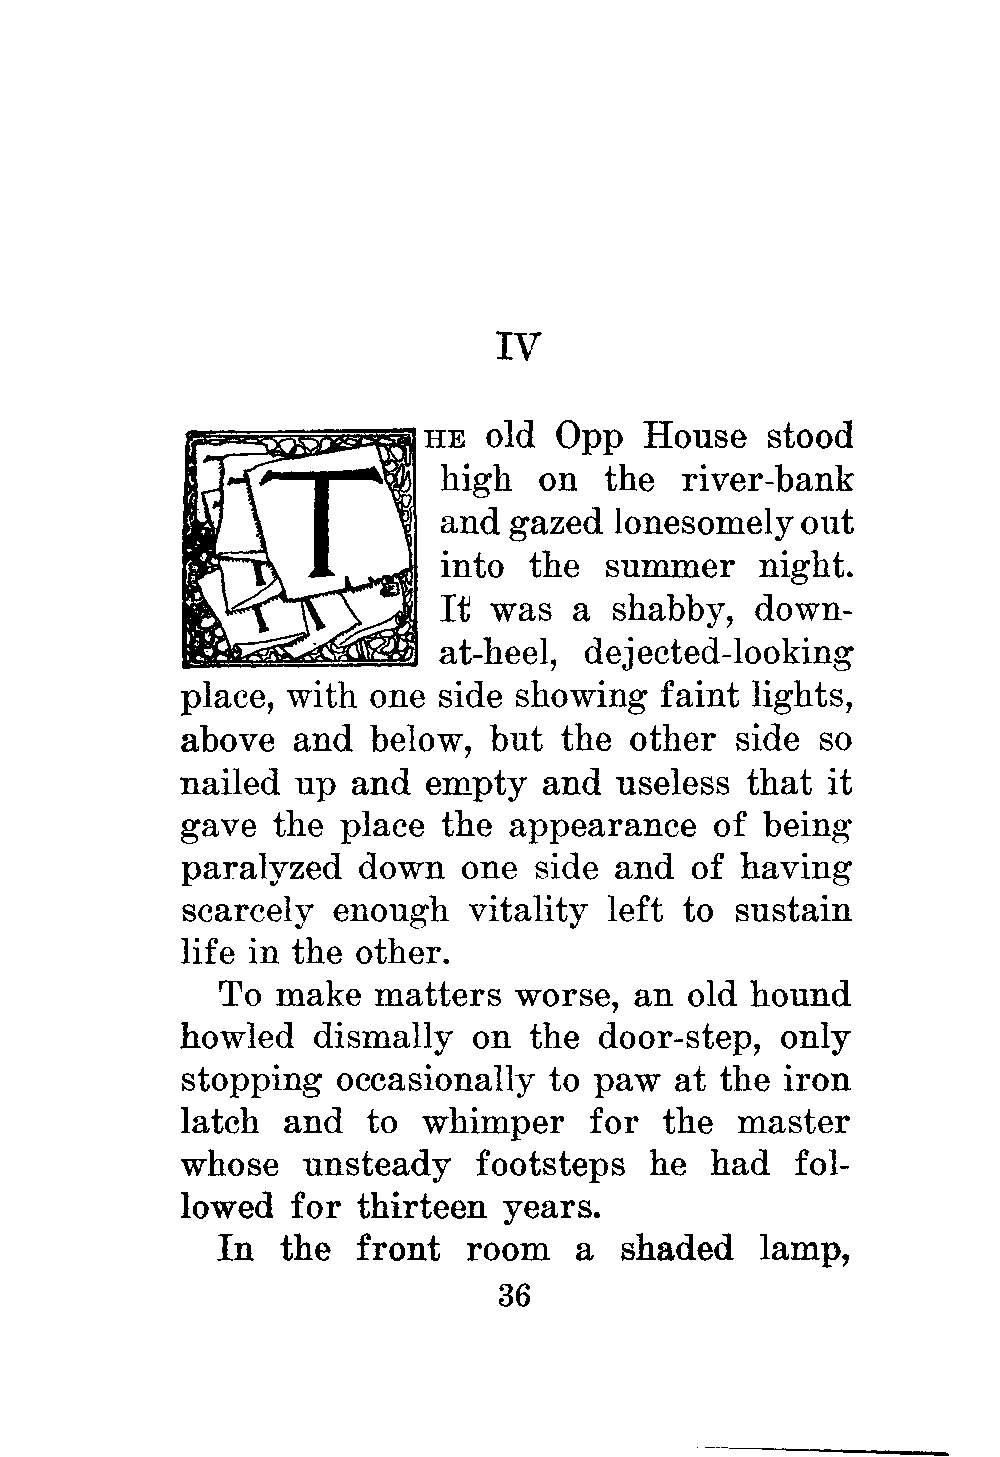 IV
THE old Opp House stood
high on the river-bank
and gazed lonesomely out
into the summer night.
It was a shabby, down-
at-heel, dejected-looking
place, with one side showing faint lights,
above and below, but the other side so
nailed up and empty and useless that it
gave the place the appearance of being
paralyzed down one side and of having
scarcely enough vitality left to sustain
life in the other.
To make matters worse, an old hound
howled dismally on the door-step, only
stopping occasionally to paw at the iron
latch and to whimper for the master
whose unsteady footsteps he had fol-
lowed for thirteen years.
In the front room a shaded lamp,
36